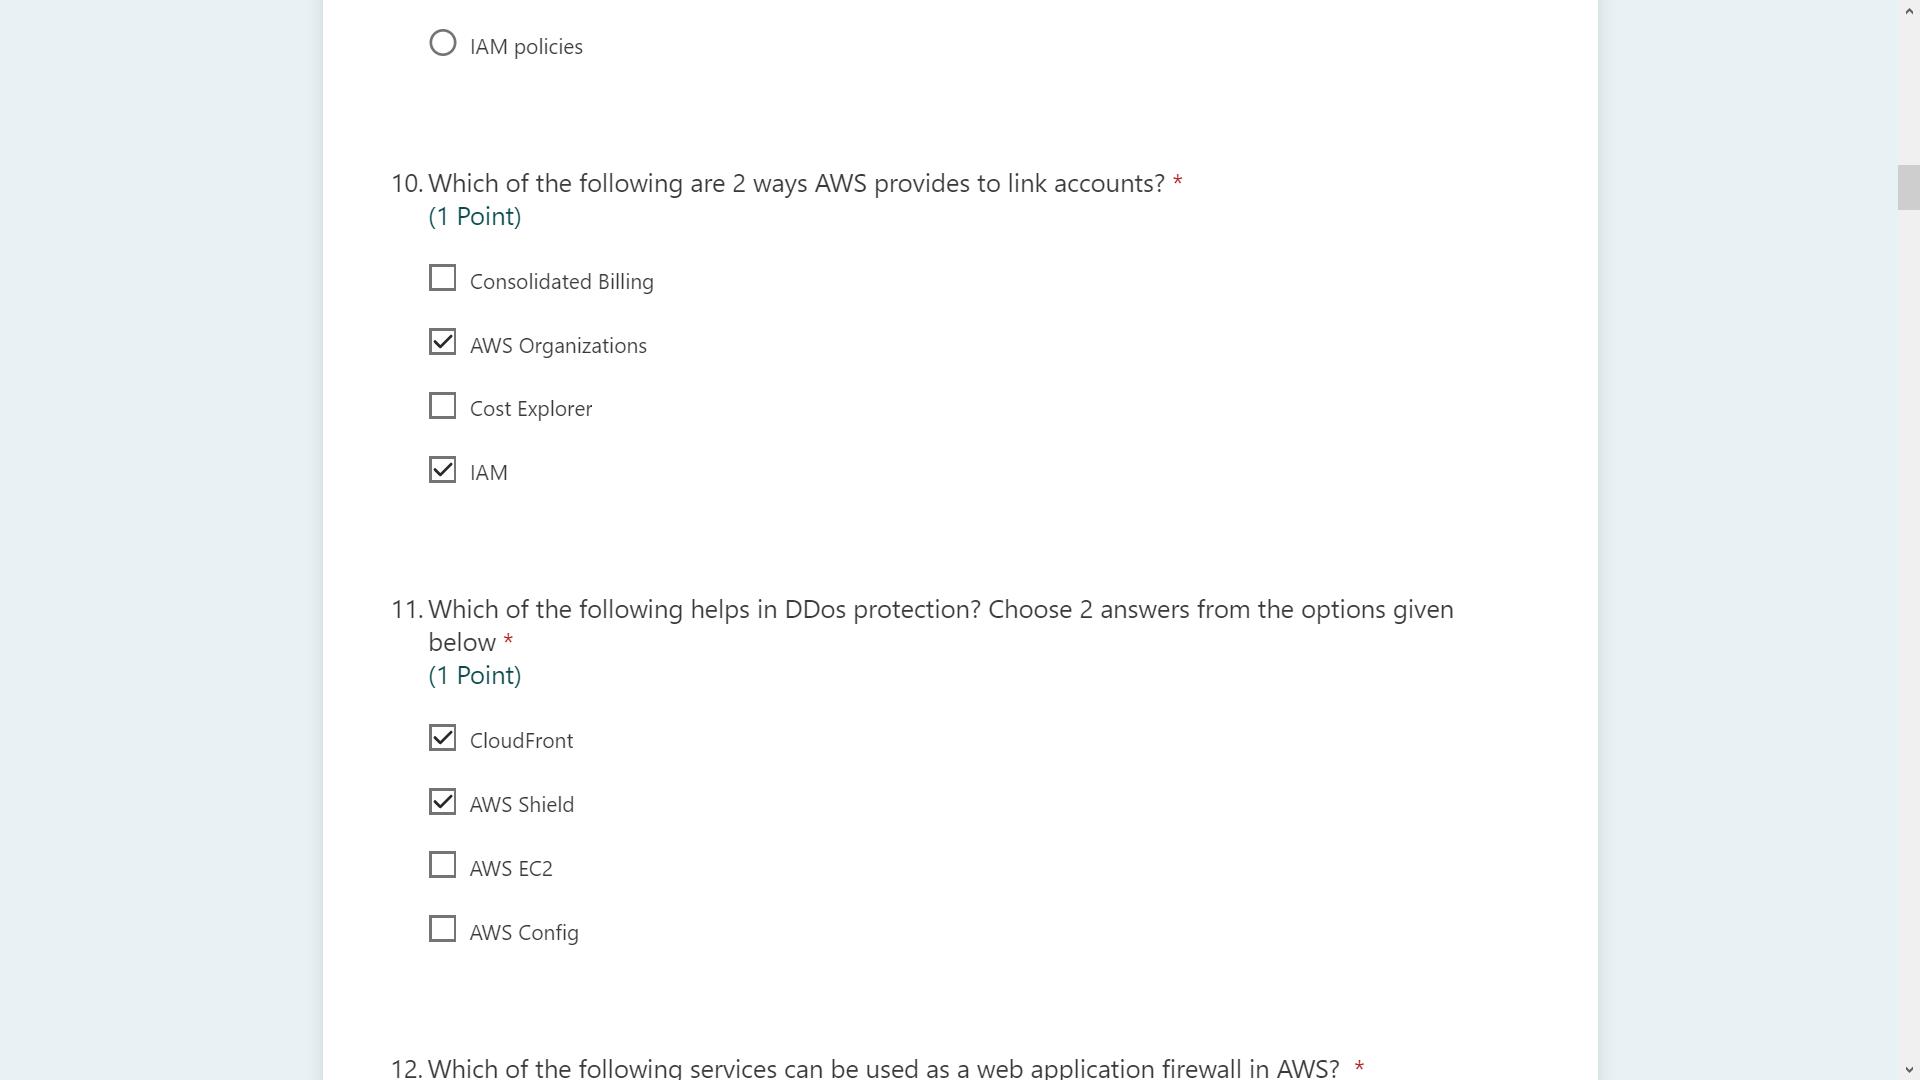 IAM policies
10. Which of the following are 2 ways AWS provides to link accounts? *
(1 Point)
Consolidated Billing
AWS Organizations
Cost Explorer
IAM
11. Which of the following helps in DDos protection? Choose 2 answers from the options given
below *
(1 Point)
CloudFront
AWS Shield
AWS EC2
AWS Config
12. Which of the following services can be used as a web application firewall in AWS? *